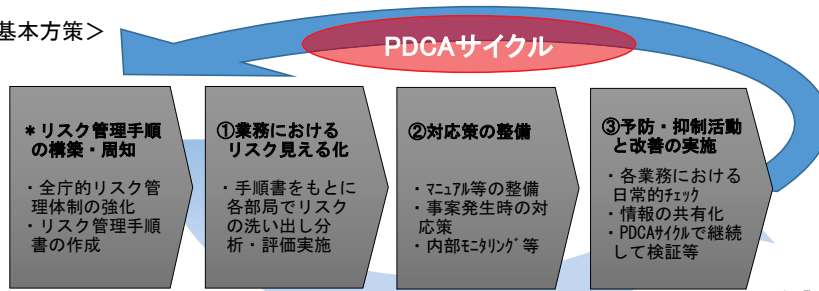 基本方策＞
PDCAサイクル
＊リスク管理手順
の構築・周知
・全庁的リスク管
理体制の強化
・リスク管理手順
書の作成
①業務における
リスク見える化
・手順書をもとに
各部局でリスク
の洗い出し分
析・評価実施
②対応策の整備
・ﾏﾆｭｱﾙ等の整備
・事案発生時の対
応策
・内部ﾓﾆﾀﾘﾝｸﾞ等
③予防・抑制活動
と改善の実施
・各業務における
日常的ﾁｪｯｸ
・情報の共有化
・PDCAｻｲｸﾙで継続
して検証等